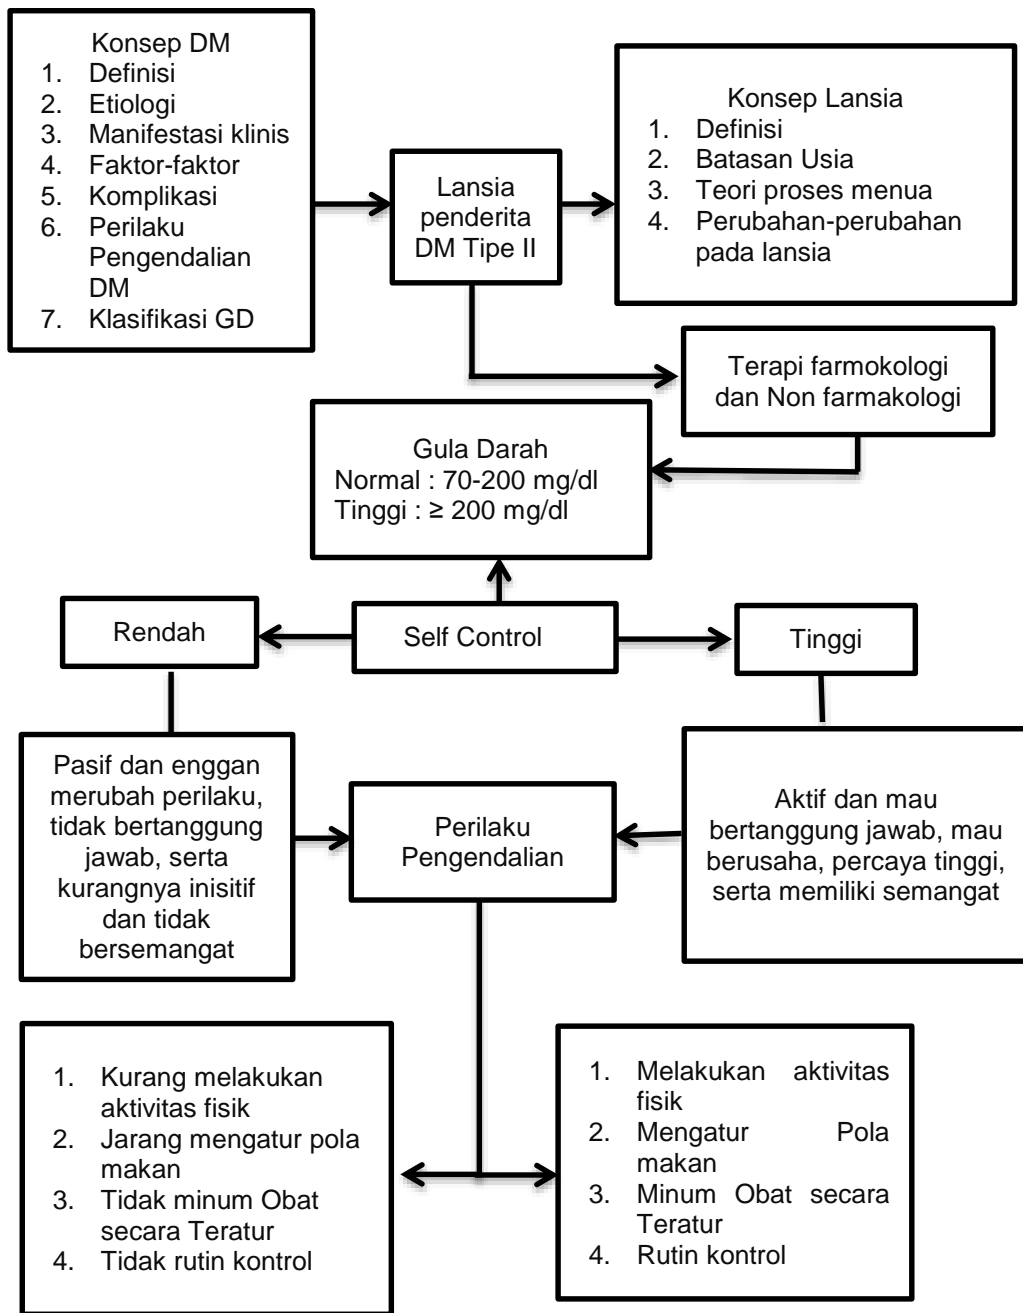 Konsep DM
1. Definisi
2. Etiologi
3. Manifestasi klinis
4. Faktor-faktor
5. Komplikasi
6. Perilaku
Pengendalian
DM
7. Klasifikasi GD
Lansia
penderita
DM Tipe II
Konsep Lansia
1. Definisi
2. Batasan Usia
3. Teori proses menua
4. Perubahan-perubahan
pada lansia
Terapi farmokologi
dan Non farmakologi
Gula Darah
Normal : 70-200 mg/dl
Tinggi : ≥ 200 mg/dl
Rendah
Self Control
Tinggi
Pasif dan enggan
merubah perilaku,
tidak bertanggung
jawab, serta
kurangnya inisitif
dan tidak
bersemangat
Perilaku
Pengendalian
Aktif dan mau
bertanggung jawab, mau
berusaha, percaya tinggi,
serta memiliki semangat
1. Kurang melakukan
aktivitas fisik
2. Jarang mengatur pola
makan
3. Tidak minum Obat
secara Teratur
4. Tidak rutin kontrol
1. Melakukan aktivitas
fisik
2. Mengatur Pola
makan
3. Minum Obat secara
Teratur
4. Rutin kontrol